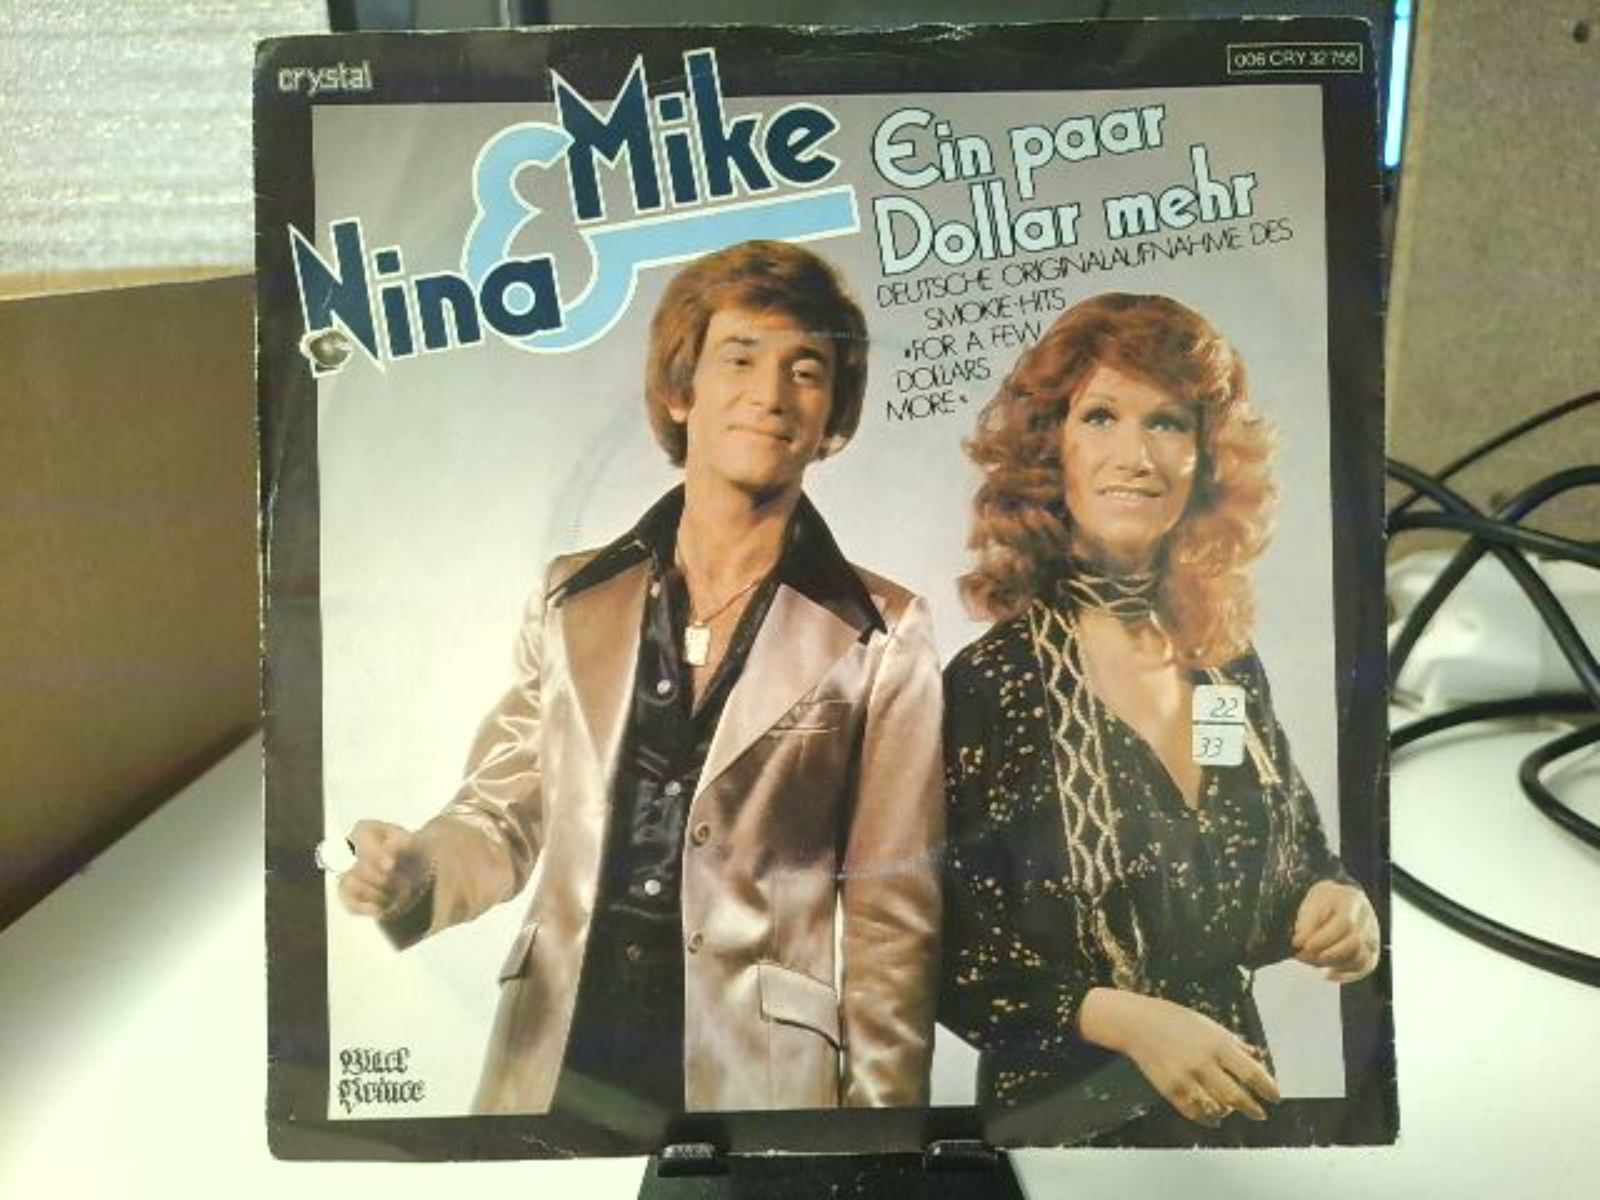 crystal
006 CRY 32 756
Nina & Mike
Ein paar
Dollar mehr
DEUTSCHE ORIGINALAUFNAHME DES
SMOKIE-HITS
»FOR A FEW
DOLLARS
MORE«
22
33
Prince